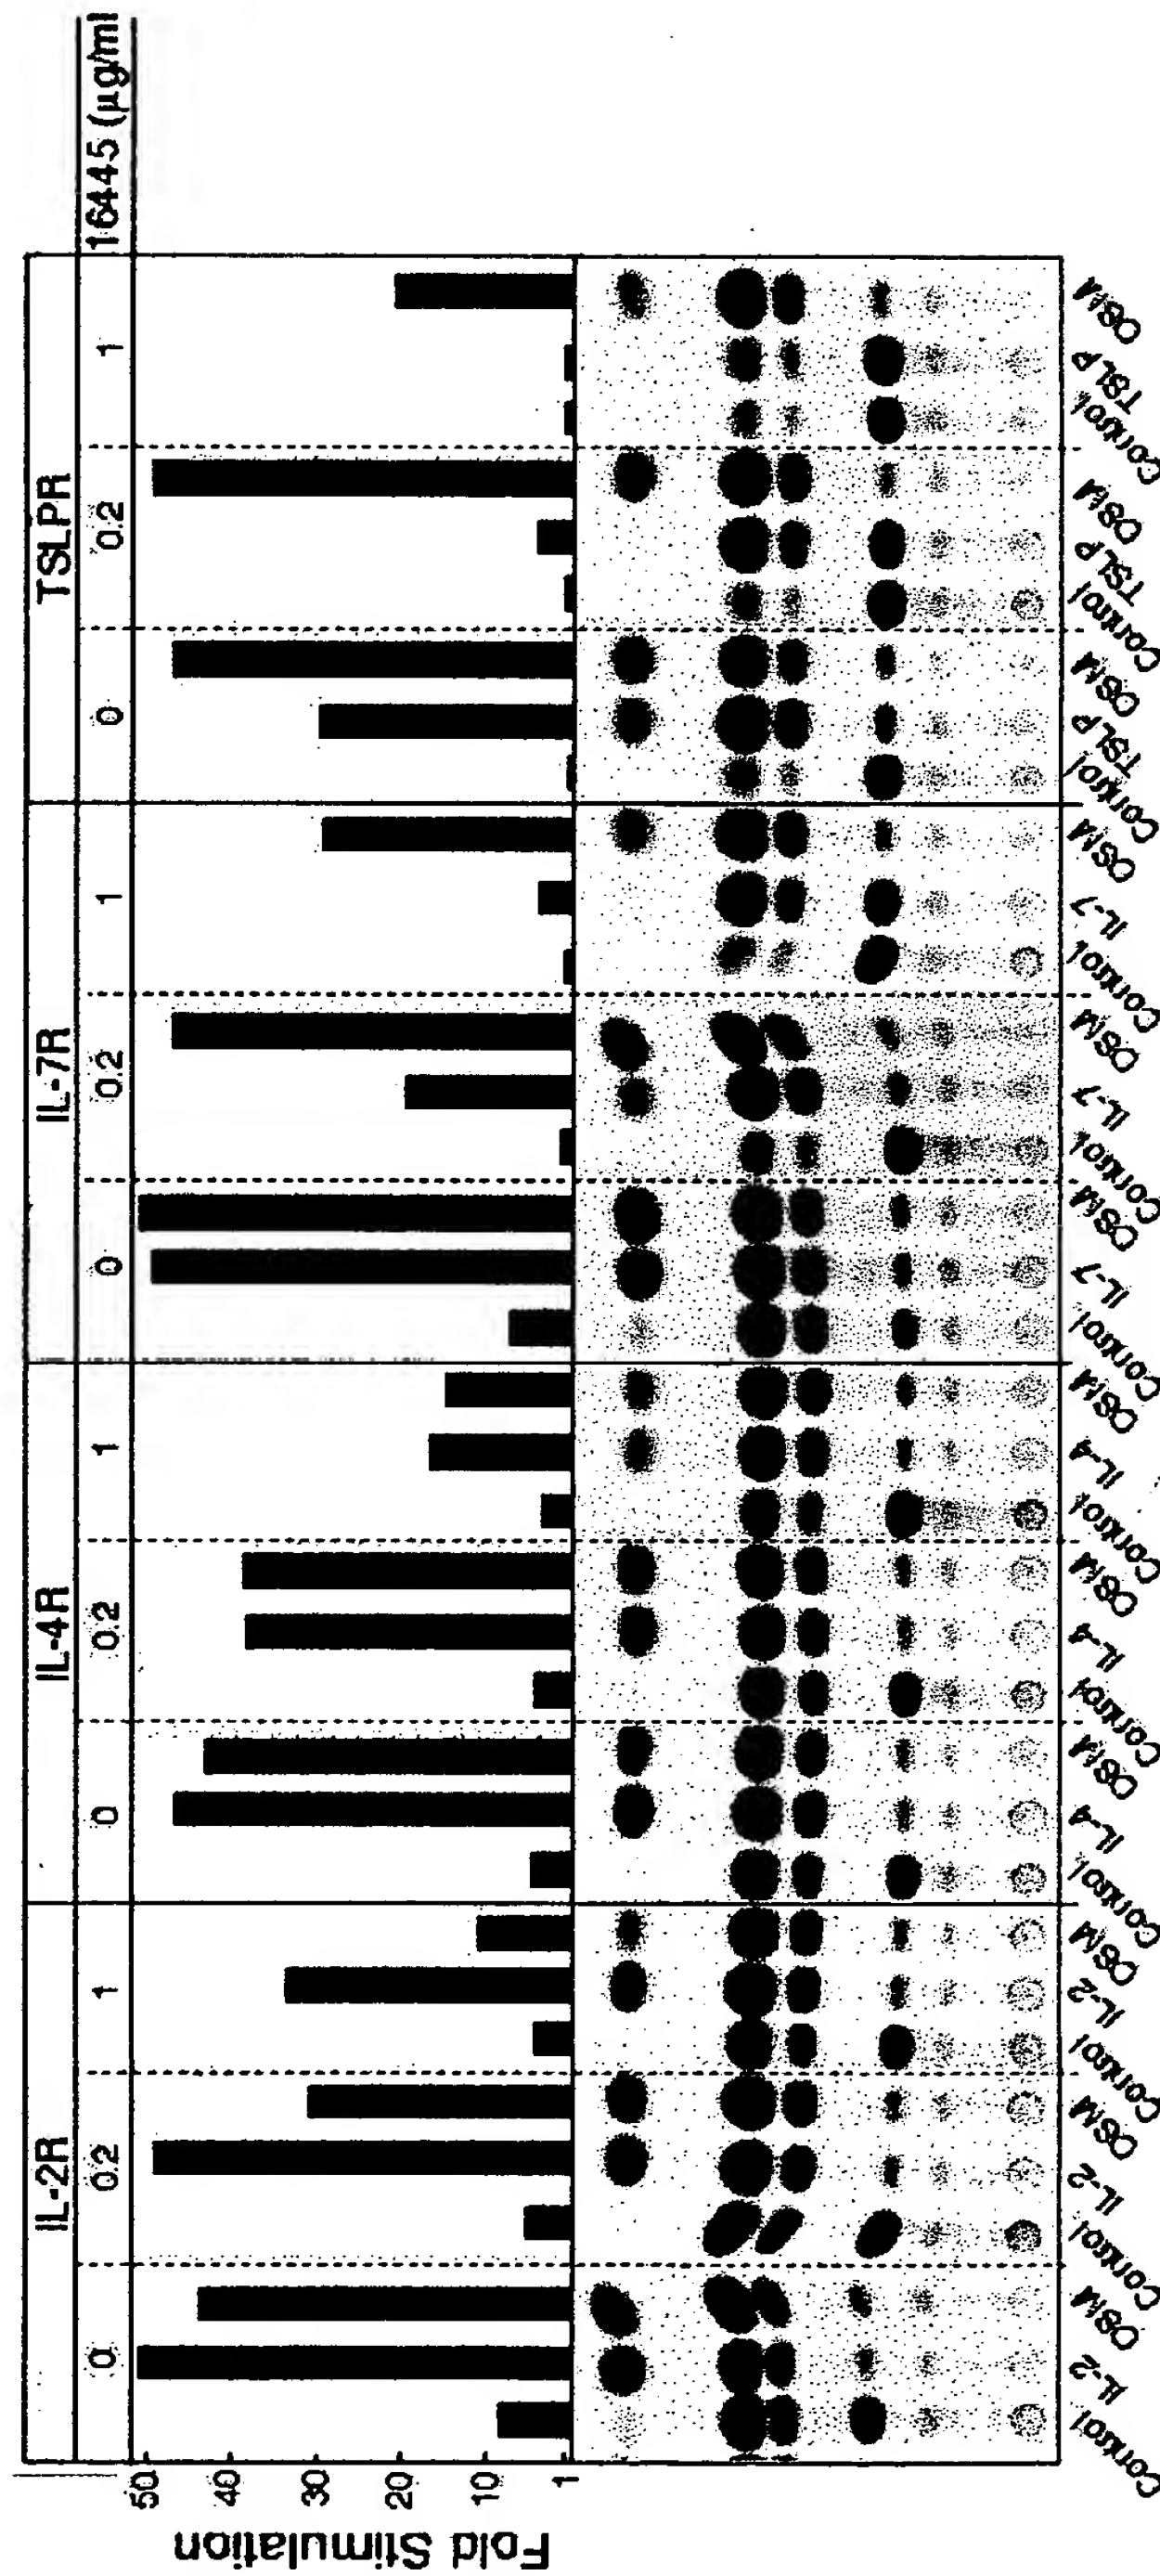 IL-2R IL-4R IL-7R TSLPR
0 0.2 1 0 0.2 1 0 0.2 1 0 0.2 1 16445 (µg/ml
Fold Stimulation
50
40
30
20
10
1
Control IL-2 OSM Control IL-2 OSM Control IL-2 OSM Control IL-4 OSM Control IL-4 OSM Control IL-4 OSM Control IL-7 OSM Control IL-7 OSM Control IL-7 OSM Control TSLP OSM Control TSLP OSM Control TSLP OSM